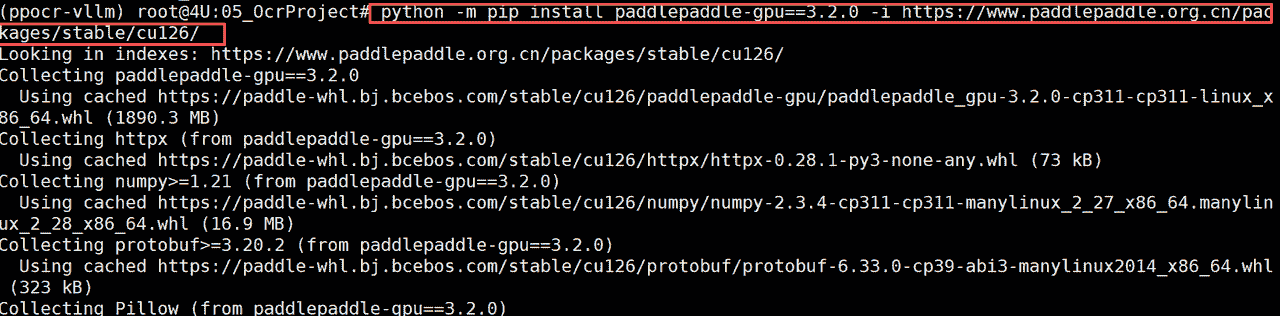 (ppocr-vllm) root@4U:05_OcrProject# python -m pip install paddlepaddle-gpu==3.2.0 -i https://www.paddlepaddle.org.cn/pac
kages/stable/cu126/
Looking in indexes: https://www.paddlepaddle.org.cn/packages/stable/cu126/
Collecting paddlepaddle-gpu==3.2.0
  Using cached https://paddle-whl.bj.bcebos.com/stable/cu126/paddlepaddle-gpu/paddlepaddle_gpu-3.2.0-cp311-cp311-linux_x
86_64.whl (1890.3 MB)
Collecting httpx (from paddlepaddle-gpu==3.2.0)
  Using cached https://paddle-whl.bj.bcebos.com/stable/cu126/httpx/httpx-0.28.1-py3-none-any.whl (73 kB)
Collecting numpy>=1.21 (from paddlepaddle-gpu==3.2.0)
  Using cached https://paddle-whl.bj.bcebos.com/stable/cu126/numpy/numpy-2.3.4-cp311-cp311-manylinux_2_27_x86_64.manylin
ux_2_28_x86_64.whl (16.9 MB)
Collecting protobuf>=3.20.2 (from paddlepaddle-gpu==3.2.0)
  Using cached https://paddle-whl.bj.bcebos.com/stable/cu126/protobuf/protobuf-6.33.0-cp39-abi3-manylinux2014_x86_64.whl
 (323 kB)
Collecting Pillow (from paddlepaddle-gpu==3.2.0)